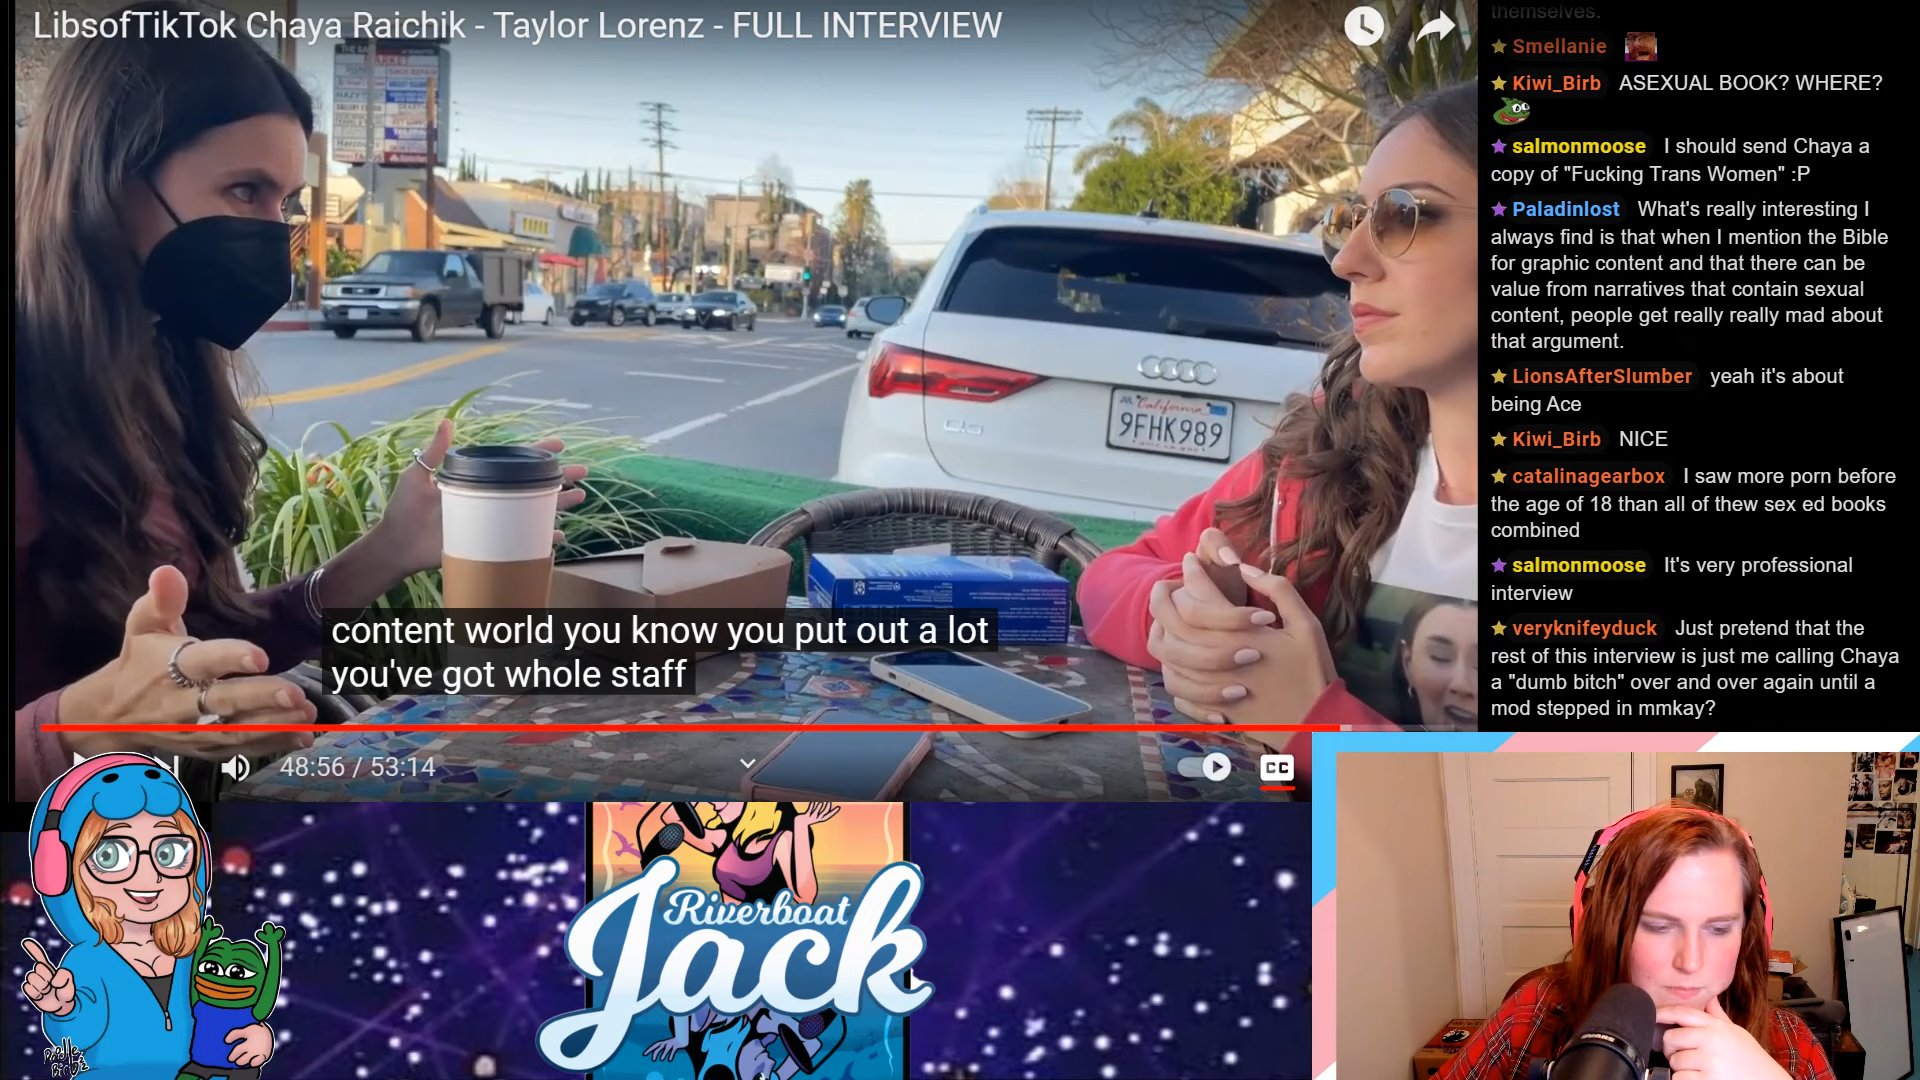 LibsofTikTok Chaya Raichik - Taylor Lorenz - FULL INTERVIEW
themselves.
Smellanie
Kiwi_Birb ASEXUAL BOOK? WHERE?
salmonmoose I should send Chaya a
copy of "Fucking Trans Women" :P
Paladinlost What's really interesting I
always find is that when I mention the Bible
for graphic content and that there can be
value from narratives that contain sexual
content, people get really really mad about
that argument.
LionsAfterSlumber yeah it's about
being Ace
Kiwi_Birb NICE
catalinagearbox I saw more porn before
the age of 18 than all of thew sex ed books
combined
salmonmoose It's very professional
interview
veryknifeyduck Just pretend that the
rest of this interview is just me calling Chaya
a "dumb bitch" over and over again until a
mod stepped in mmkay?
California
9FHK989
content world you know you put out a lot
you've got whole staff
48:56 / 53:14
CC
Riverboat
Jack